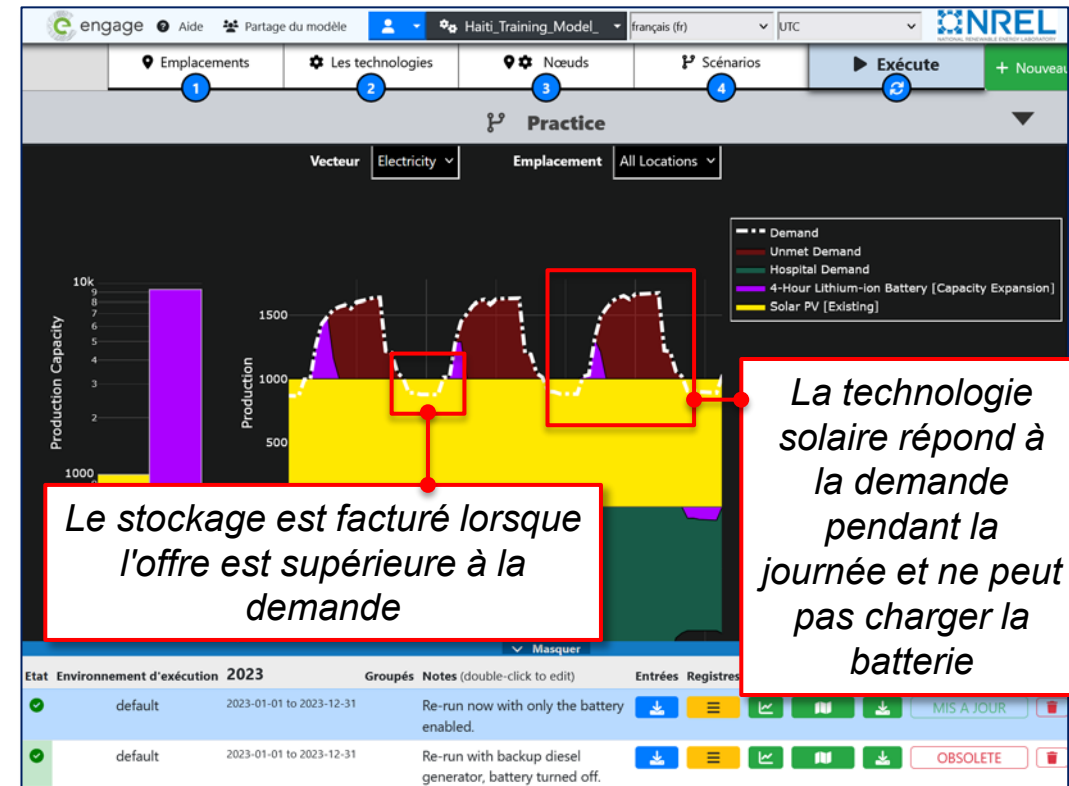 engage Aide Partage du modèle Haiti_Training_Model_ français (fr) UTC NREL
NATIONAL RENEWABLE ENERGY LABORATORY
Emplacements Les technologies Nœuds Scénarios Exécute + Nouveau
1 2 3 4
Practice
Vecteur Electricity Emplacement All Locations
Demand
Unmet Demand
Hospital Demand
4-Hour Lithium-ion Battery [Capacity Expansion]
Solar PV [Existing]
Production Capacity
10k
9
8
7
6
5
4
3
2
1000
Production
1500
1000
500
Le stockage est facturé lorsque
l'offre est supérieure à la
demande
La technologie
solaire répond à
la demande
pendant la
journée et ne peut
pas charger la
batterie
Masquer
Etat Environnement d'exécution 2023 Groupés Notes (double-click to edit) Entrées Registres
default 2023-01-01 to 2023-12-31 Re-run now with only the battery
enabled.
MIS À JOUR
default 2023-01-01 to 2023-12-31 Re-run with backup diesel
generator, battery turned off.
OBSOLETE